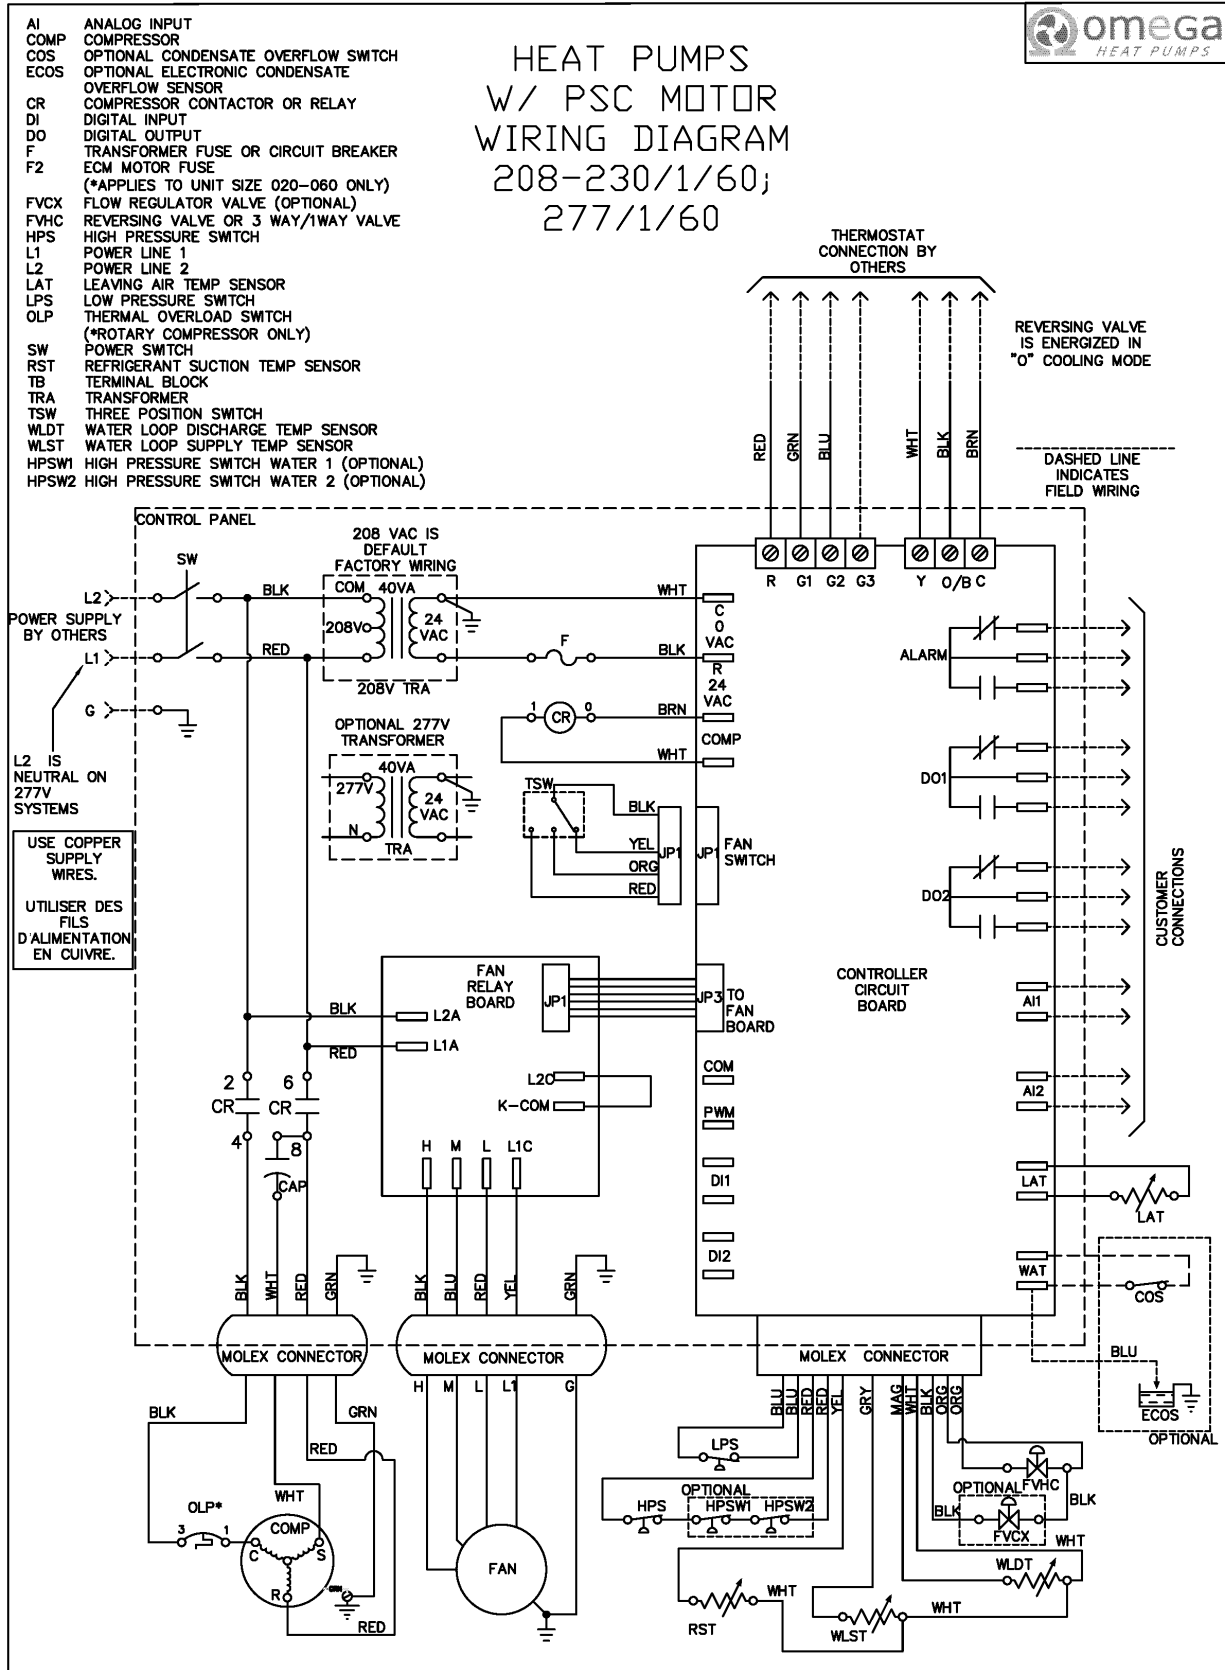 AI ANALOG INPUT
COMP COMPRESSOR
COS OPTIONAL CONDENSATE OVERFLOW SWITCH
ECOS OPTIONAL ELECTRONIC CONDENSATE
OVERFLOW SENSOR
CR COMPRESSOR CONTACTOR OR RELAY
DI DIGITAL INPUT
DO DIGITAL OUTPUT
F TRANSFORMER FUSE OR CIRCUIT BREAKER
F2 ECM MOTOR FUSE
(*APPLIES TO UNIT SIZE 020-060 ONLY)
FVCX FLOW REGULATOR VALVE (OPTIONAL)
FVHC REVERSING VALVE OR 3 WAY/1WAY VALVE
HPS HIGH PRESSURE SWITCH
L1 POWER LINE 1
L2 POWER LINE 2
LAT LEAVING AIR TEMP SENSOR
LPS LOW PRESSURE SWITCH
OLP THERMAL OVERLOAD SWITCH
(*ROTARY COMPRESSOR ONLY)
SW POWER SWITCH
RST REFRIGERANT SUCTION TEMP SENSOR
TB TERMINAL BLOCK
TRA TRANSFORMER
TSW THREE POSITION SWITCH
WLDT WATER LOOP DISCHARGE TEMP SENSOR
WLST WATER LOOP SUPPLY TEMP SENSOR
HPSW1 HIGH PRESSURE SWITCH WATER 1 (OPTIONAL)
HPSW2 HIGH PRESSURE SWITCH WATER 2 (OPTIONAL)
HEAT PUMPS
W/ PSC MOTOR
WIRING DIAGRAM
208-230/1/60;
277/1/60
omega
HEAT PUMPS
THERMOSTAT
CONNECTION BY
OTHERS
REVERSING VALVE
IS ENERGIZED IN
"O" COOLING MODE
DASHED LINE
INDICATES
FIELD WIRING
RED
GRN
BLU
WHT
BLK
BRN
R G1 G2 G3 Y O/B C
CONTROL PANEL
SW
208 VAC IS
DEFAULT
FACTORY WIRING
L2
POWER SUPPLY
BY OTHERS
L1
G
L2 IS
NEUTRAL ON
277V
SYSTEMS
BLK
RED
COM 40VA
208V
24
VAC
208V TRA
F
WHT
BLK
C
0
VAC
R
24
VAC
1 CR 0
BRN
WHT
COMP
OPTIONAL 277V
TRANSFORMER
40VA
277V
24
VAC
N
TRA
TSW
BLK
YEL
ORG
RED
JP1
JP1
FAN
SWITCH
USE COPPER
SUPPLY
WIRES.
UTILISER DES
FILS
D'ALIMENTATION
EN CUIVRE.
ALARM
DO1
DO2
CUSTOMER
CONNECTIONS
CONTROLLER
CIRCUIT
BOARD
AI1
AI2
FAN
RELAY
BOARD
JP1
JP3
TO
FAN
BOARD
BLK
L2A
RED
L1A
L2O
K-COM
COM
PWM
DI1
DI2
2 6
CR CR
4 8
CAP
H M L L1C
LAT
LAT
WAT
COS
BLU
ECOS
OPTIONAL
BLK
WHT
RED
GRN
BLK
BLU
RED
YEL
GRN
MOLEX CONNECTOR
MOLEX CONNECTOR
MOLEX CONNECTOR
H M L L1 G
BLU
BLU
RED
RED
YEL
GRY
MAG
WHT
BLK
ORG
ORG
BLK
GRN
RED
WHT
OLP*
3 1
COMP
C S
R
GRN
RED
FAN
LPS
OPTIONAL
HPS HPSW1 HPSW2
OPTIONAL
FVHC
BLK
BLK
FVCX
WHT
WLDT
WHT
RST
WLST
WHT